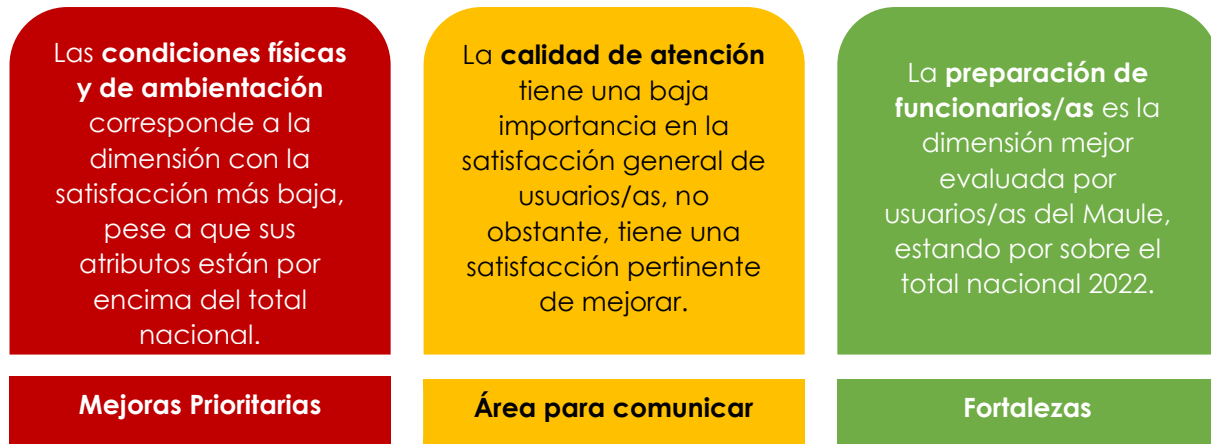 Las condiciones físicas
y de ambientación
corresponde a la
dimensión con la
satisfacción más baja,
pese a que sus
atributos están por
encima del total
nacional.
Mejoras Prioritarias
La calidad de atención
tiene una baja
importancia en la
satisfacción general de
usuarios/as, no
obstante, tiene una
satisfacción pertinente
de mejorar.
Área para comunicar
La preparación de
funcionarios/as es la
dimensión mejor
evaluada por
usuarios/as del Maule,
estando por sobre el
total nacional 2022.
Fortalezas